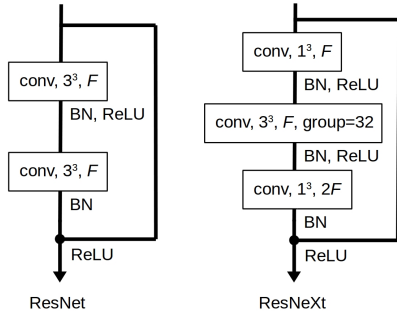 conv, 3³, F
BN, ReLU
conv, 3³, F
BN
ReLU
ResNet
conv, 1³, F
BN, ReLU
conv, 3³, F, group=32
BN, ReLU
conv, 1³, 2F
BN
ReLU
ResNeXt